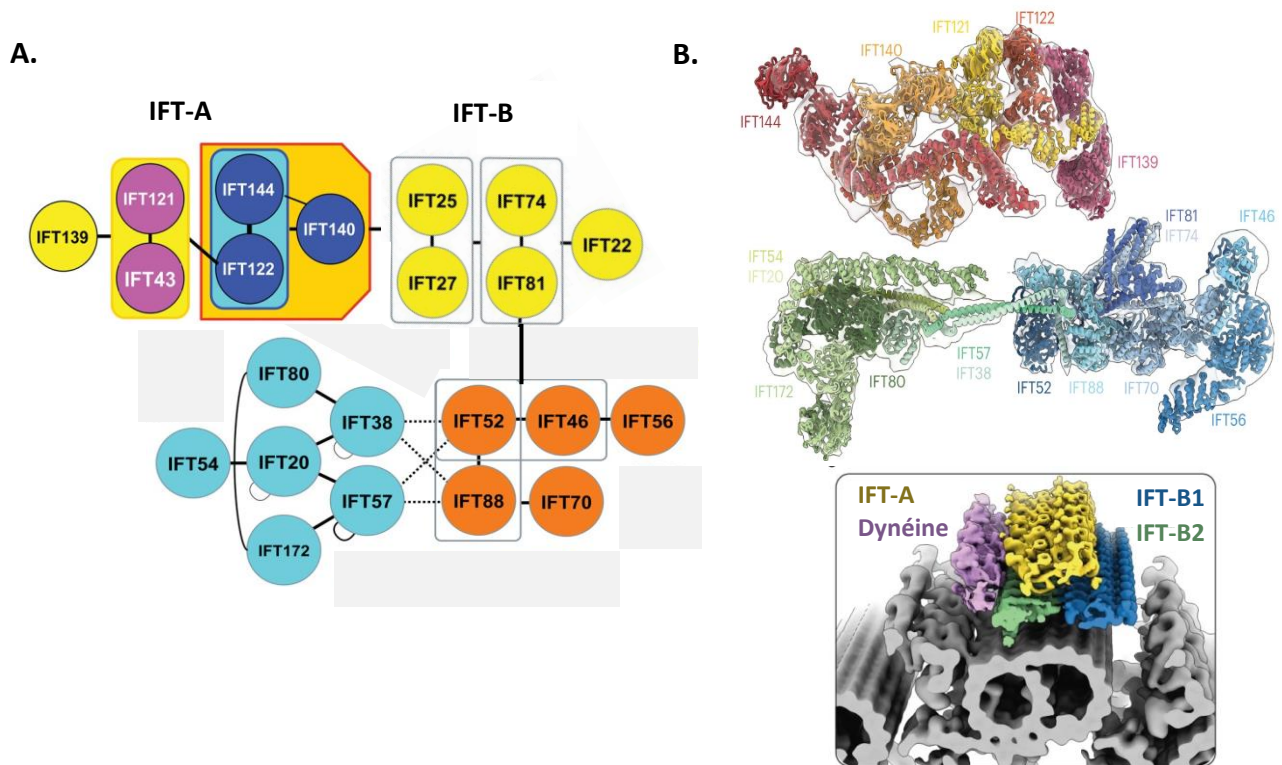 A.
IFT-A
IFT-B
IFT121
IFT144
IFT25
IFT74
IFT139
IFT140
IFT22
IFT43
IFT122
IFT27
IFT81
IFT80
IFT38
IFT52
IFT46
IFT56
IFT54
IFT20
IFT57
IFT88
IFT70
IFT172
B.
IFT122
IFT121
IFT140
IFT144
IFT139
IFT81
IFT74
IFT46
IFT54
IFT20
IFT57
IFT38
IFT172
IFT80
IFT52
IFT88
IFT70
IFT56
IFT-A
IFT-B1
Dynéine
IFT-B2